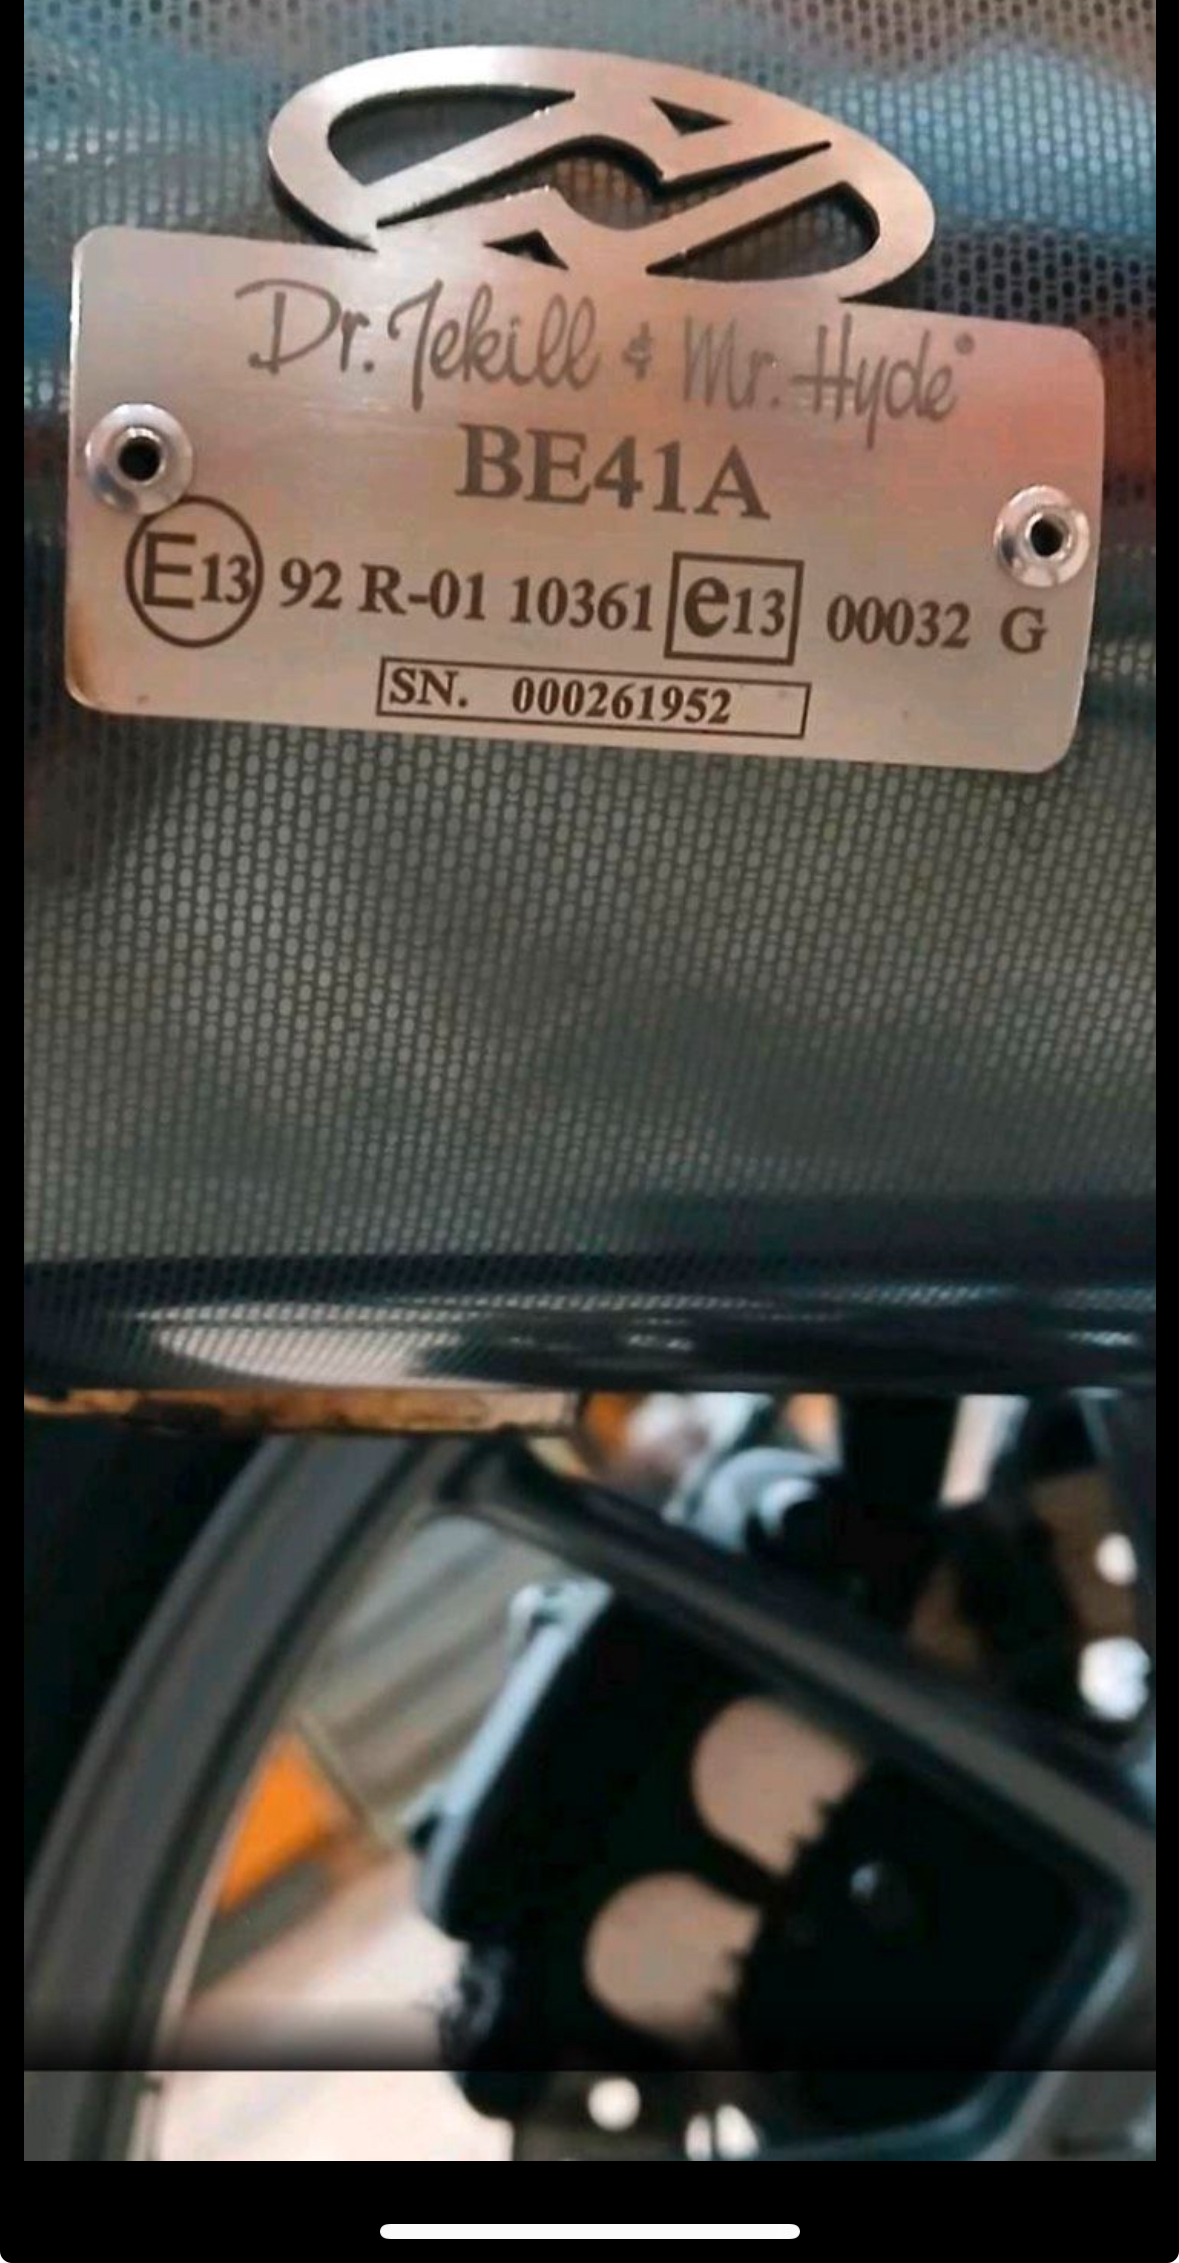 Dr. Jekill & Mr. Hyde®
BE41A
E13 92 R-01 10361 e13 00032 G
SN. 000261952